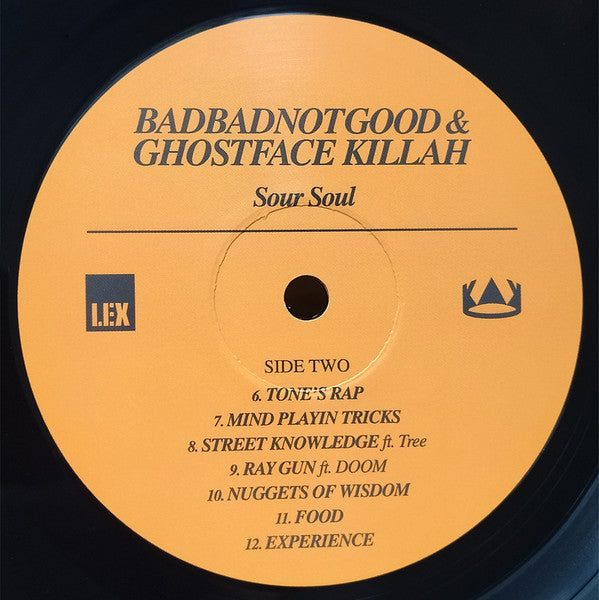 BADBADNOTGOOD &
GHOSTFACE KILLAH
Sour Soul
LEX
SIDE TWO
6. TONE'S RAP
7. MIND PLAYIN TRICKS
8. STREET KNOWLEDGE ft. Tree
9. RAY GUN ft. DOOM
10. NUGGETS OF WISDOM
11. FOOD
12. EXPERIENCE